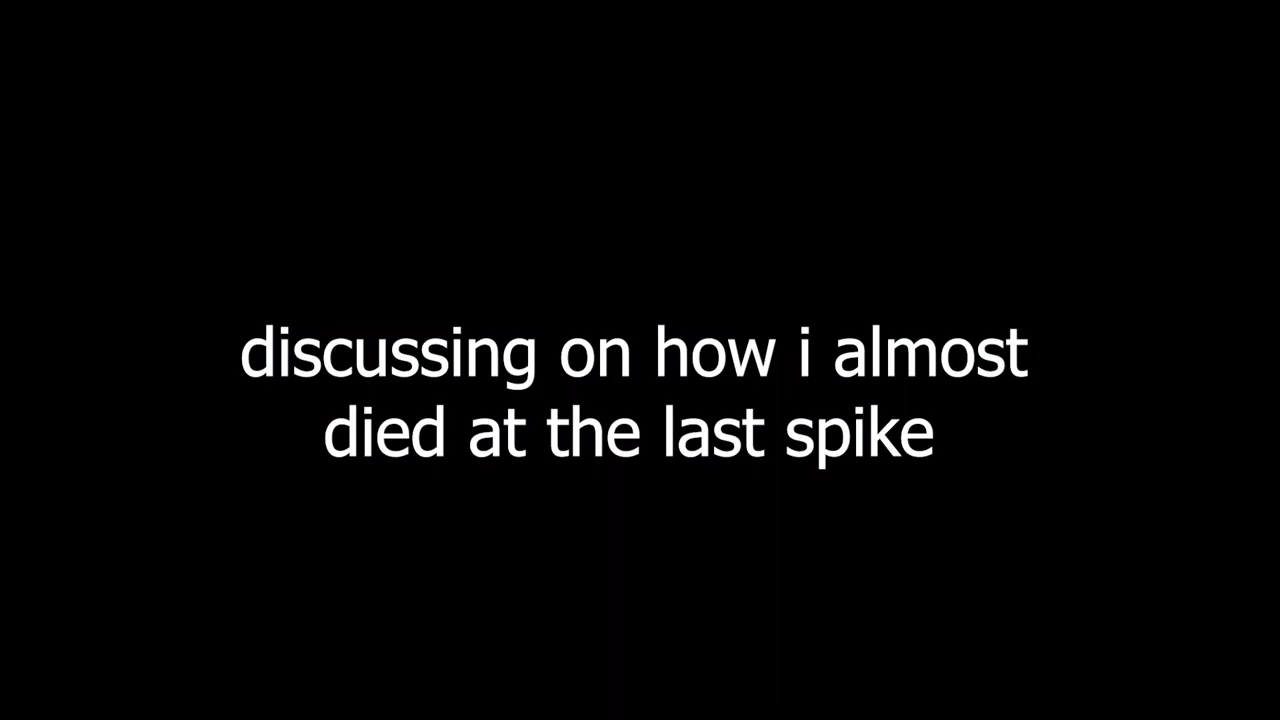 discussing on how i almost
died at the last spike